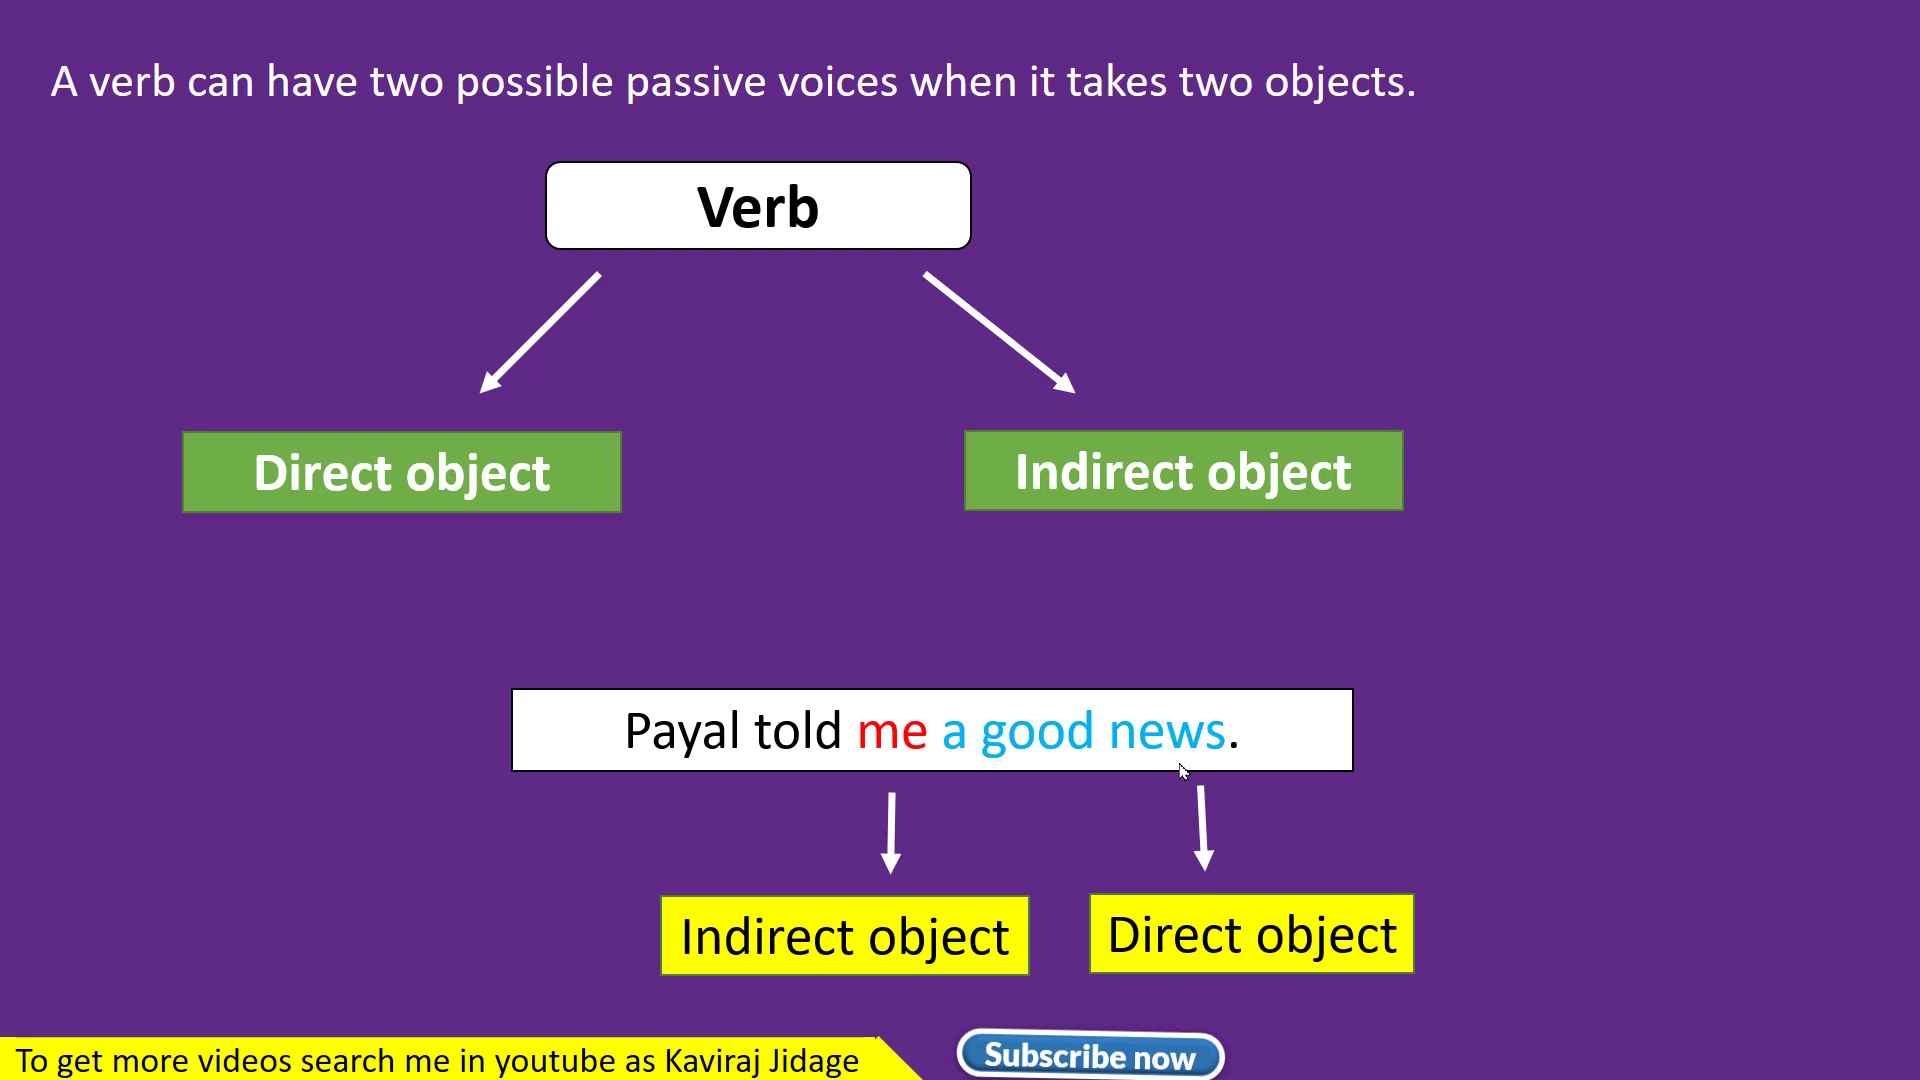 A verb can have two possible passive voices when it takes two objects.
Verb
Direct object
Indirect object
Payal told me a good news.
Indirect object
Direct object
To get more videos search me in youtube as Kaviraj Jidage
Subscribe now